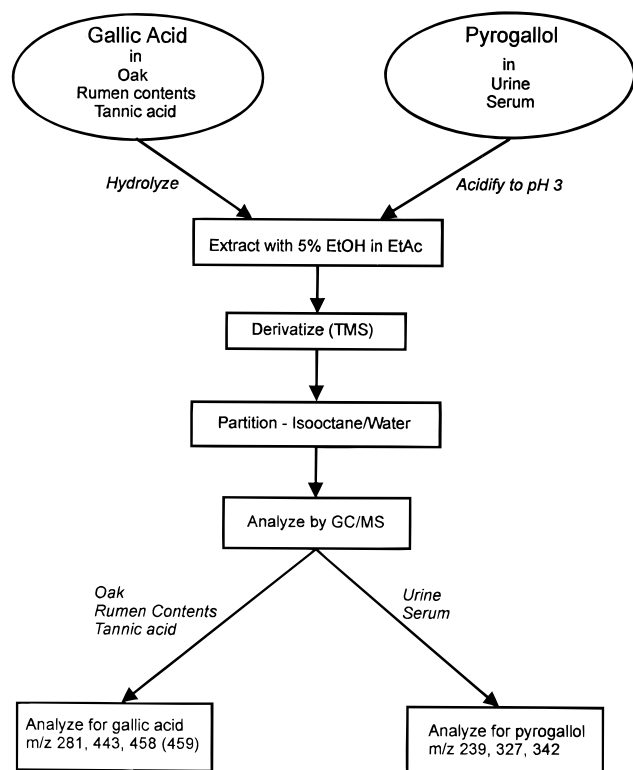 Gallic Acid
in
Oak
Rumen contents
Tannic acid
Pyrogallol
in
Urine
Serum
Hydrolyze
Acidify to pH 3
Extract with 5% EtOH in EtAc
Derivatize (TMS)
Partition - Isooctane/Water
Analyze by GC/MS
Oak
Rumen Contents
Tannic acid
Urine
Serum
Analyze for gallic acid
m/z 281, 443, 458 (459)
Analyze for pyrogallol
m/z 239, 327, 342